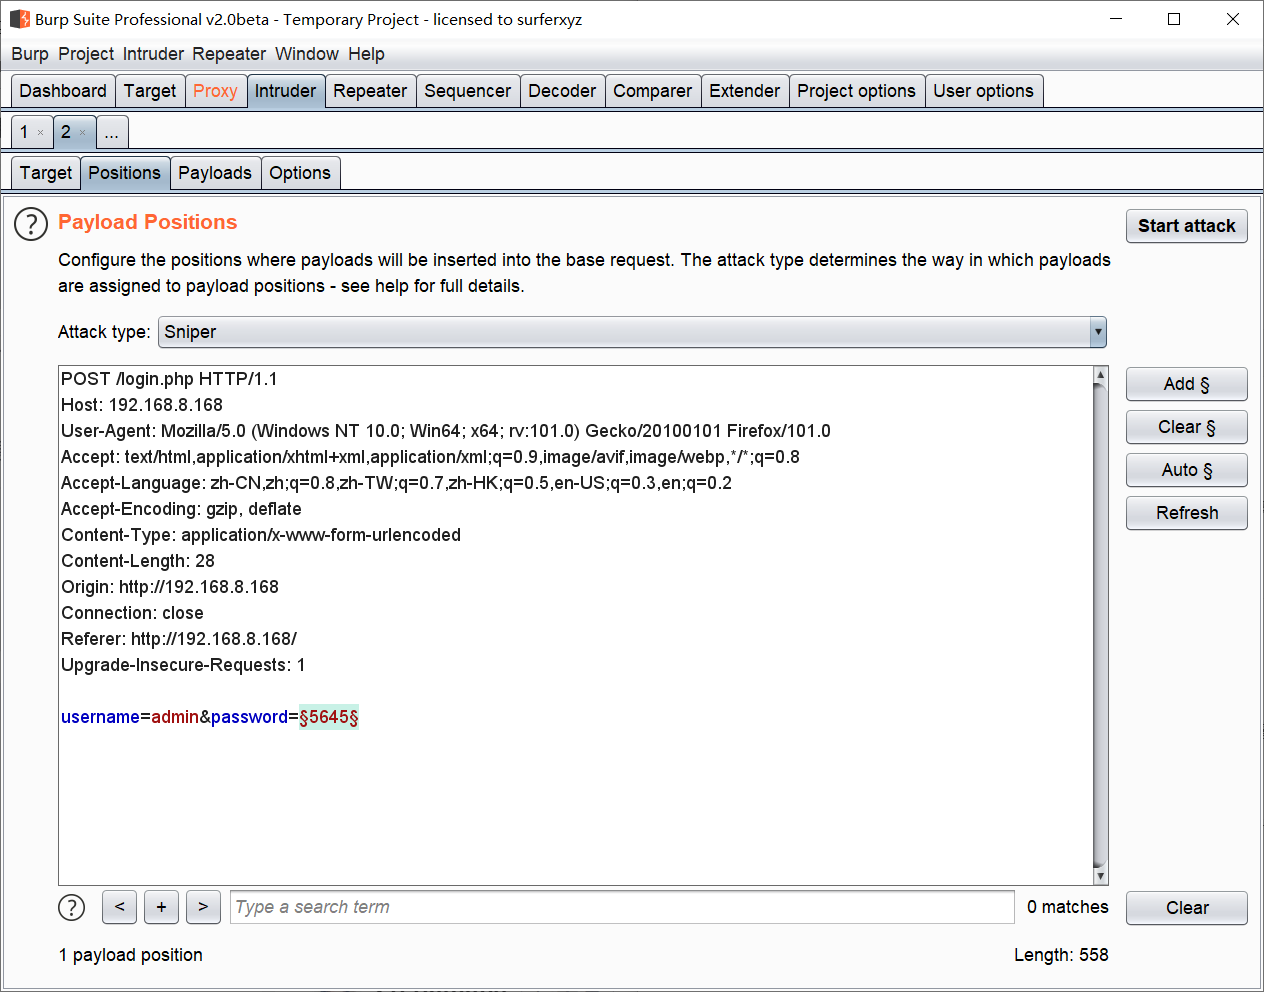 Burp Suite Professional v2.0beta - Temporary Project - licensed to surferxyz
Burp Project Intruder Repeater Window Help
Dashboard Target Proxy Intruder Repeater Sequencer Decoder Comparer Extender Project options User options
1 × 2 × ...
Target Positions Payloads Options
? Payload Positions
Start attack
Configure the positions where payloads will be inserted into the base request. The attack type determines the way in which payloads
are assigned to payload positions - see help for full details.
Attack type: Sniper
POST /login.php HTTP/1.1
Host: 192.168.8.168
User-Agent: Mozilla/5.0 (Windows NT 10.0; Win64; x64; rv:101.0) Gecko/20100101 Firefox/101.0
Accept: text/html,application/xhtml+xml,application/xml;q=0.9,image/avif,image/webp,*/*;q=0.8
Accept-Language: zh-CN,zh;q=0.8,zh-TW;q=0.7,zh-HK;q=0.5,en-US;q=0.3,en;q=0.2
Accept-Encoding: gzip, deflate
Content-Type: application/x-www-form-urlencoded
Content-Length: 28
Origin: http://192.168.8.168
Connection: close
Referer: http://192.168.8.168/
Upgrade-Insecure-Requests: 1
username=admin&password=§5645§
Add §
Clear §
Auto §
Refresh
? < + > Type a search term 0 matches Clear
1 payload position Length: 558